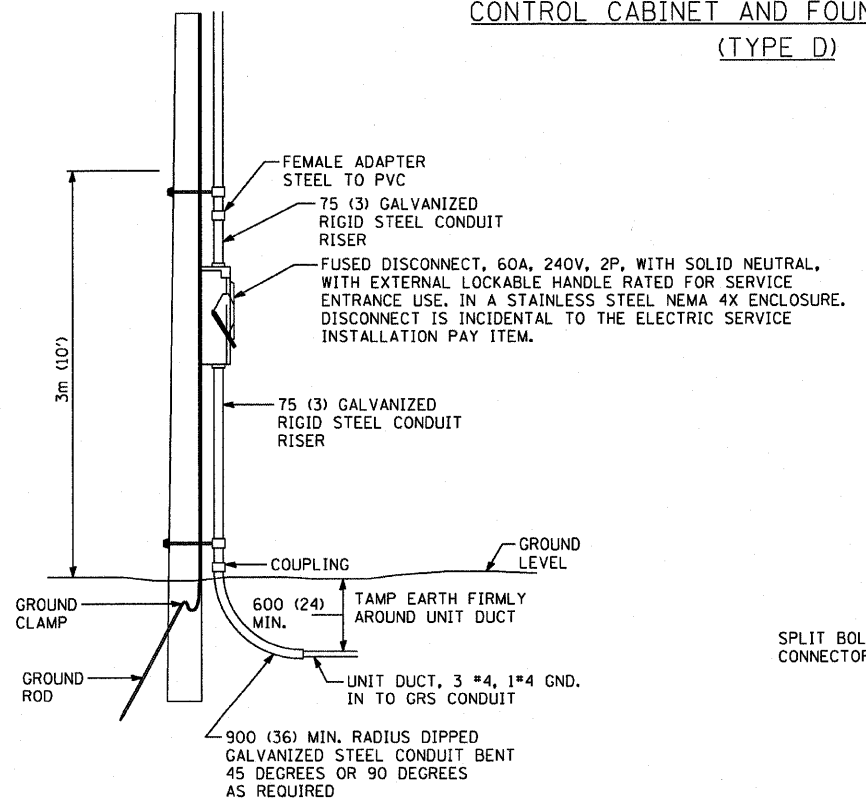 CONTROL CABINET AND FOUN
(TYPE D)
FEMALE ADAPTER
STEEL TO PVC
75 (3) GALVANIZED
RIGID STEEL CONDUIT
RISER
FUSED DISCONNECT, 60A, 240V, 2P, WITH SOLID NEUTRAL,
WITH EXTERNAL LOCKABLE HANDLE RATED FOR SERVICE
ENTRANCE USE. IN A STAINLESS STEEL NEMA 4X ENCLOSURE.
DISCONNECT IS INCIDENTAL TO THE ELECTRIC SERVICE
INSTALLATION PAY ITEM.
3m (10')
75 (3) GALVANIZED
RIGID STEEL CONDUIT
RISER
GROUND
LEVEL
COUPLING
GROUND
CLAMP
600 (24)
MIN.
TAMP EARTH FIRMLY
AROUND UNIT DUCT
SPLIT BOL
CONNECTOR
GROUND
ROD
UNIT DUCT, 3 #4, 1#4 GND.
IN TO GRS CONDUIT
900 (36) MIN. RADIUS DIPPED
GALVANIZED STEEL CONDUIT BENT
45 DEGREES OR 90 DEGREES
AS REQUIRED